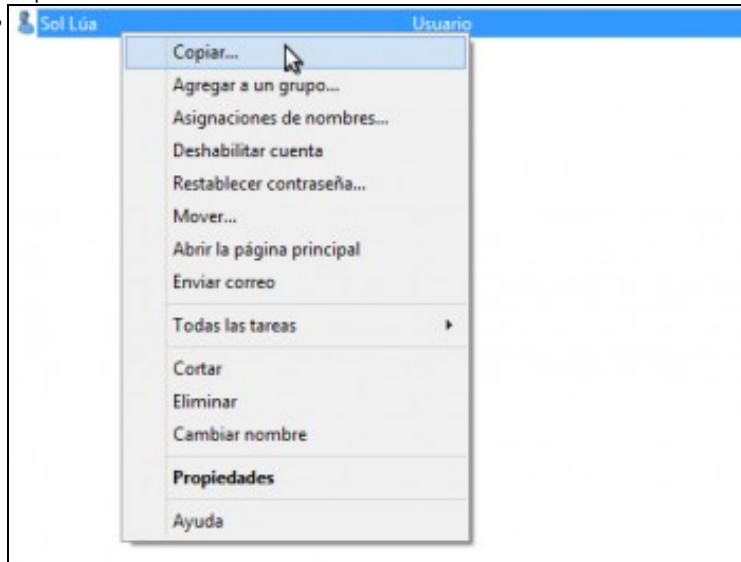 Sol Lúa Usuario
Copiar...
Agregar a un grupo...
Asignaciones de nombres...
Deshabilitar cuenta
Restablecer contraseña...
Mover...
Abrir la página principal
Enviar correo
Todas las tareas
Cortar
Eliminar
Cambiar nombre
Propiedades
Ayuda